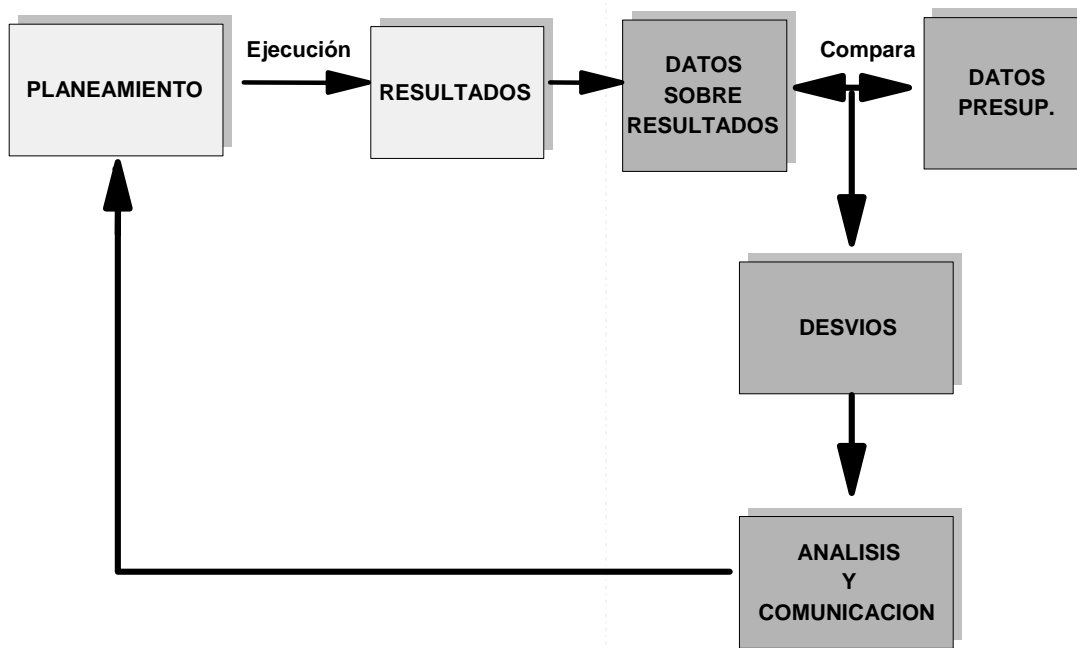 Ejecución
Compara
PLANEAMIENTO
RESULTADOS
DATOS
SOBRE
RESULTADOS
DATOS
PRESUP.
DESVIOS
ANALISIS
Y
COMUNICACION